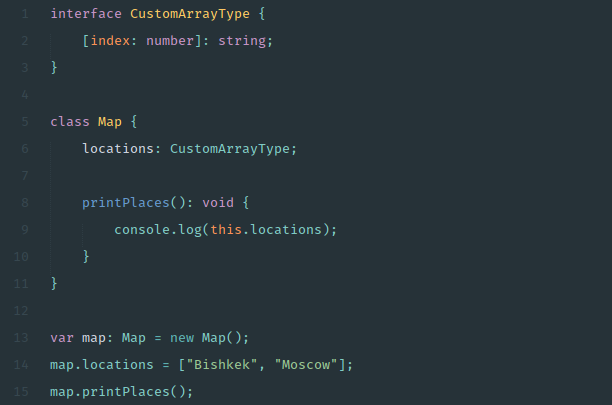 1 interface CustomArrayType {
2     [index: number]: string;
3 }
4
5 class Map {
6     locations: CustomArrayType;
7
8     printPlaces(): void {
9         console.log(this.locations);
10     }
11 }
12
13 var map: Map = new Map();
14 map.locations = ["Bishkek", "Moscow"];
15 map.printPlaces();